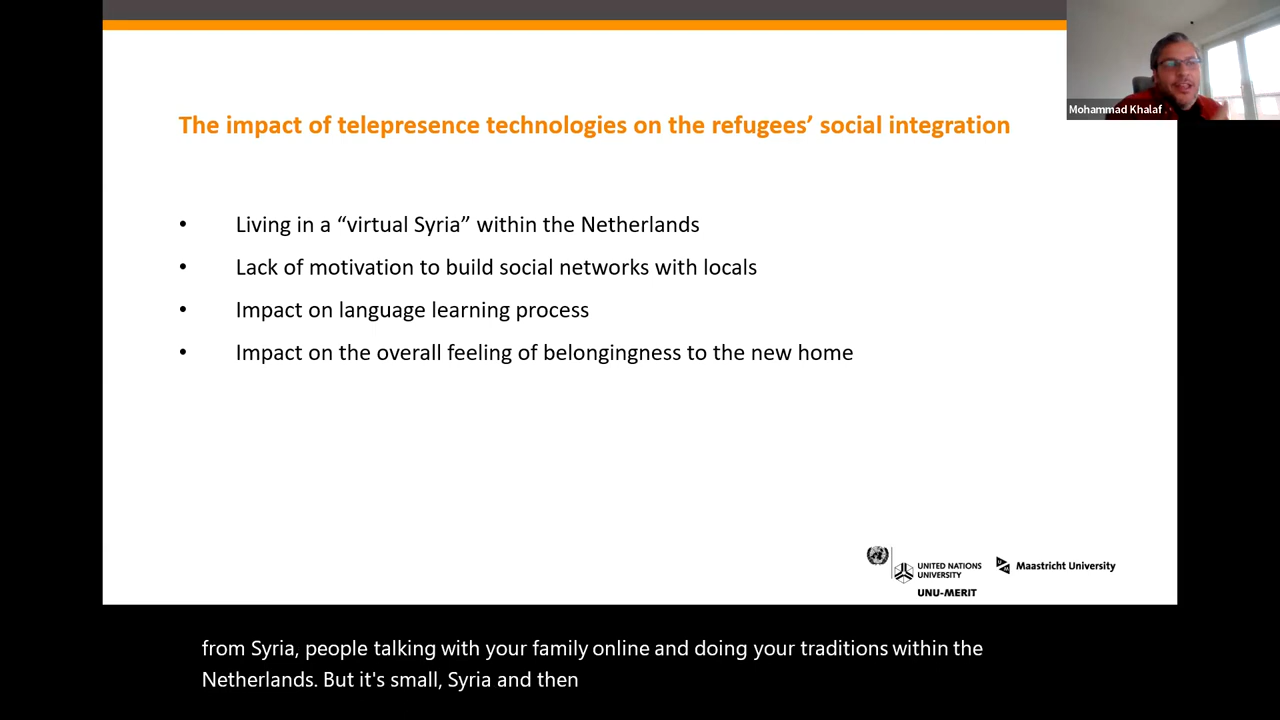 Mohammad Khalaf
The impact of telepresence technologies on the refugees’ social integration
• Living in a “virtual Syria” within the Netherlands
• Lack of motivation to build social networks with locals
• Impact on language learning process
• Impact on the overall feeling of belongingness to the new home
UNITED NATIONS
UNIVERSITY
UNU-MERIT
Maastricht University
from Syria, people talking with your family online and doing your traditions within the
Netherlands. But it's small, Syria and then